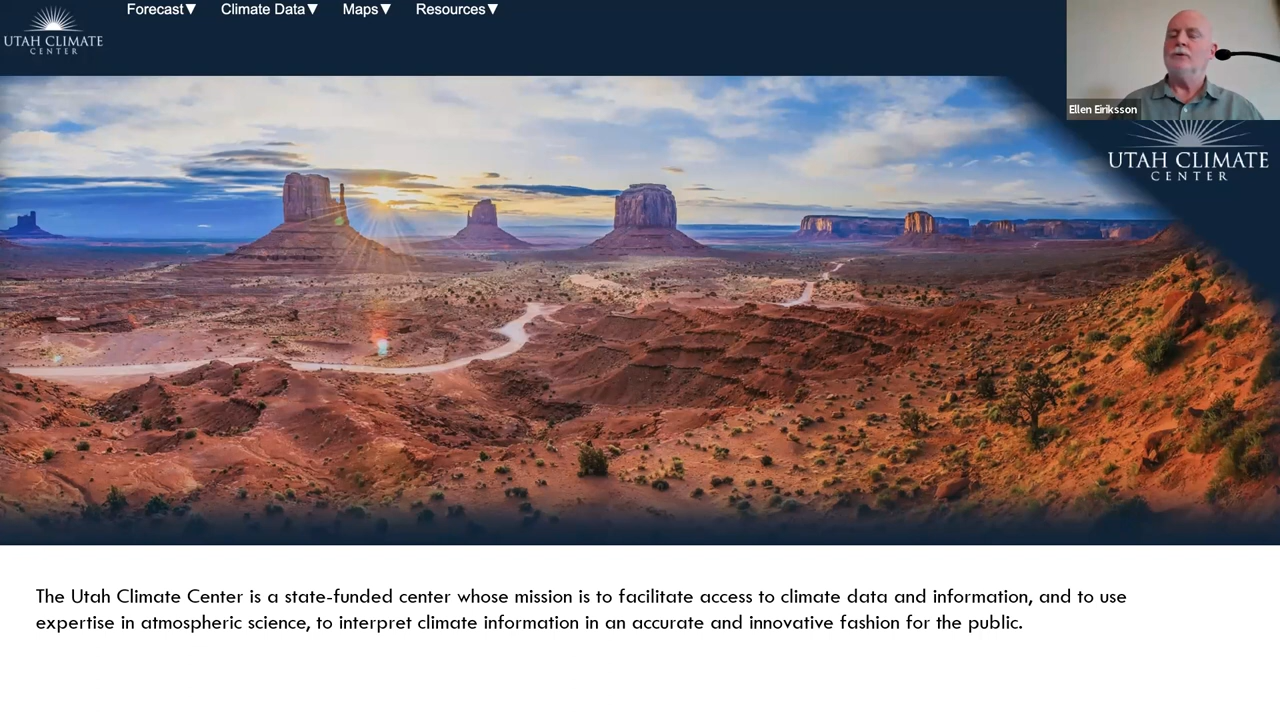 UTAH CLIMATE
CENTER
Forecast▼ Climate Data▼ Maps▼ Resources▼
Ellen Eiriksson
UTAH CLIMATE
CENTER
The Utah Climate Center is a state-funded center whose mission is to facilitate access to climate data and information, and to use
expertise in atmospheric science, to interpret climate information in an accurate and innovative fashion for the public.